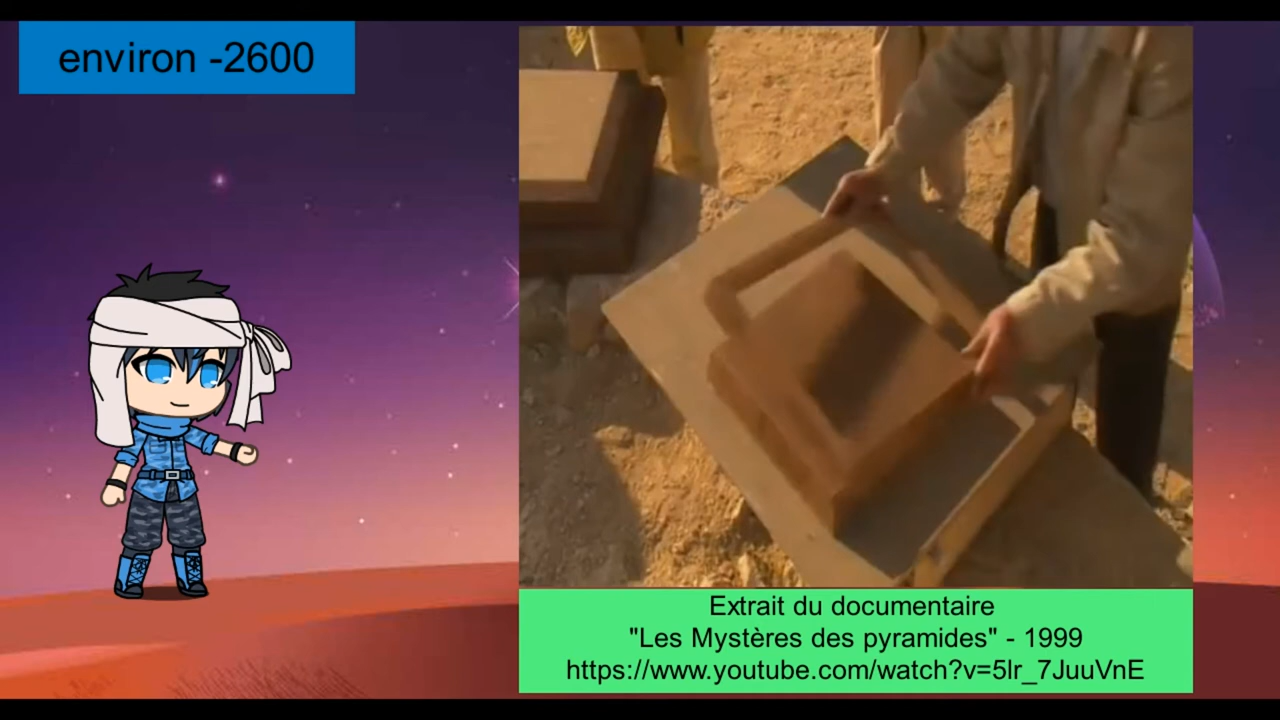 environ -2600
Extrait du documentaire
"Les Mystères des pyramides" - 1999
https://www.youtube.com/watch?v=5lr_7JuuVnE